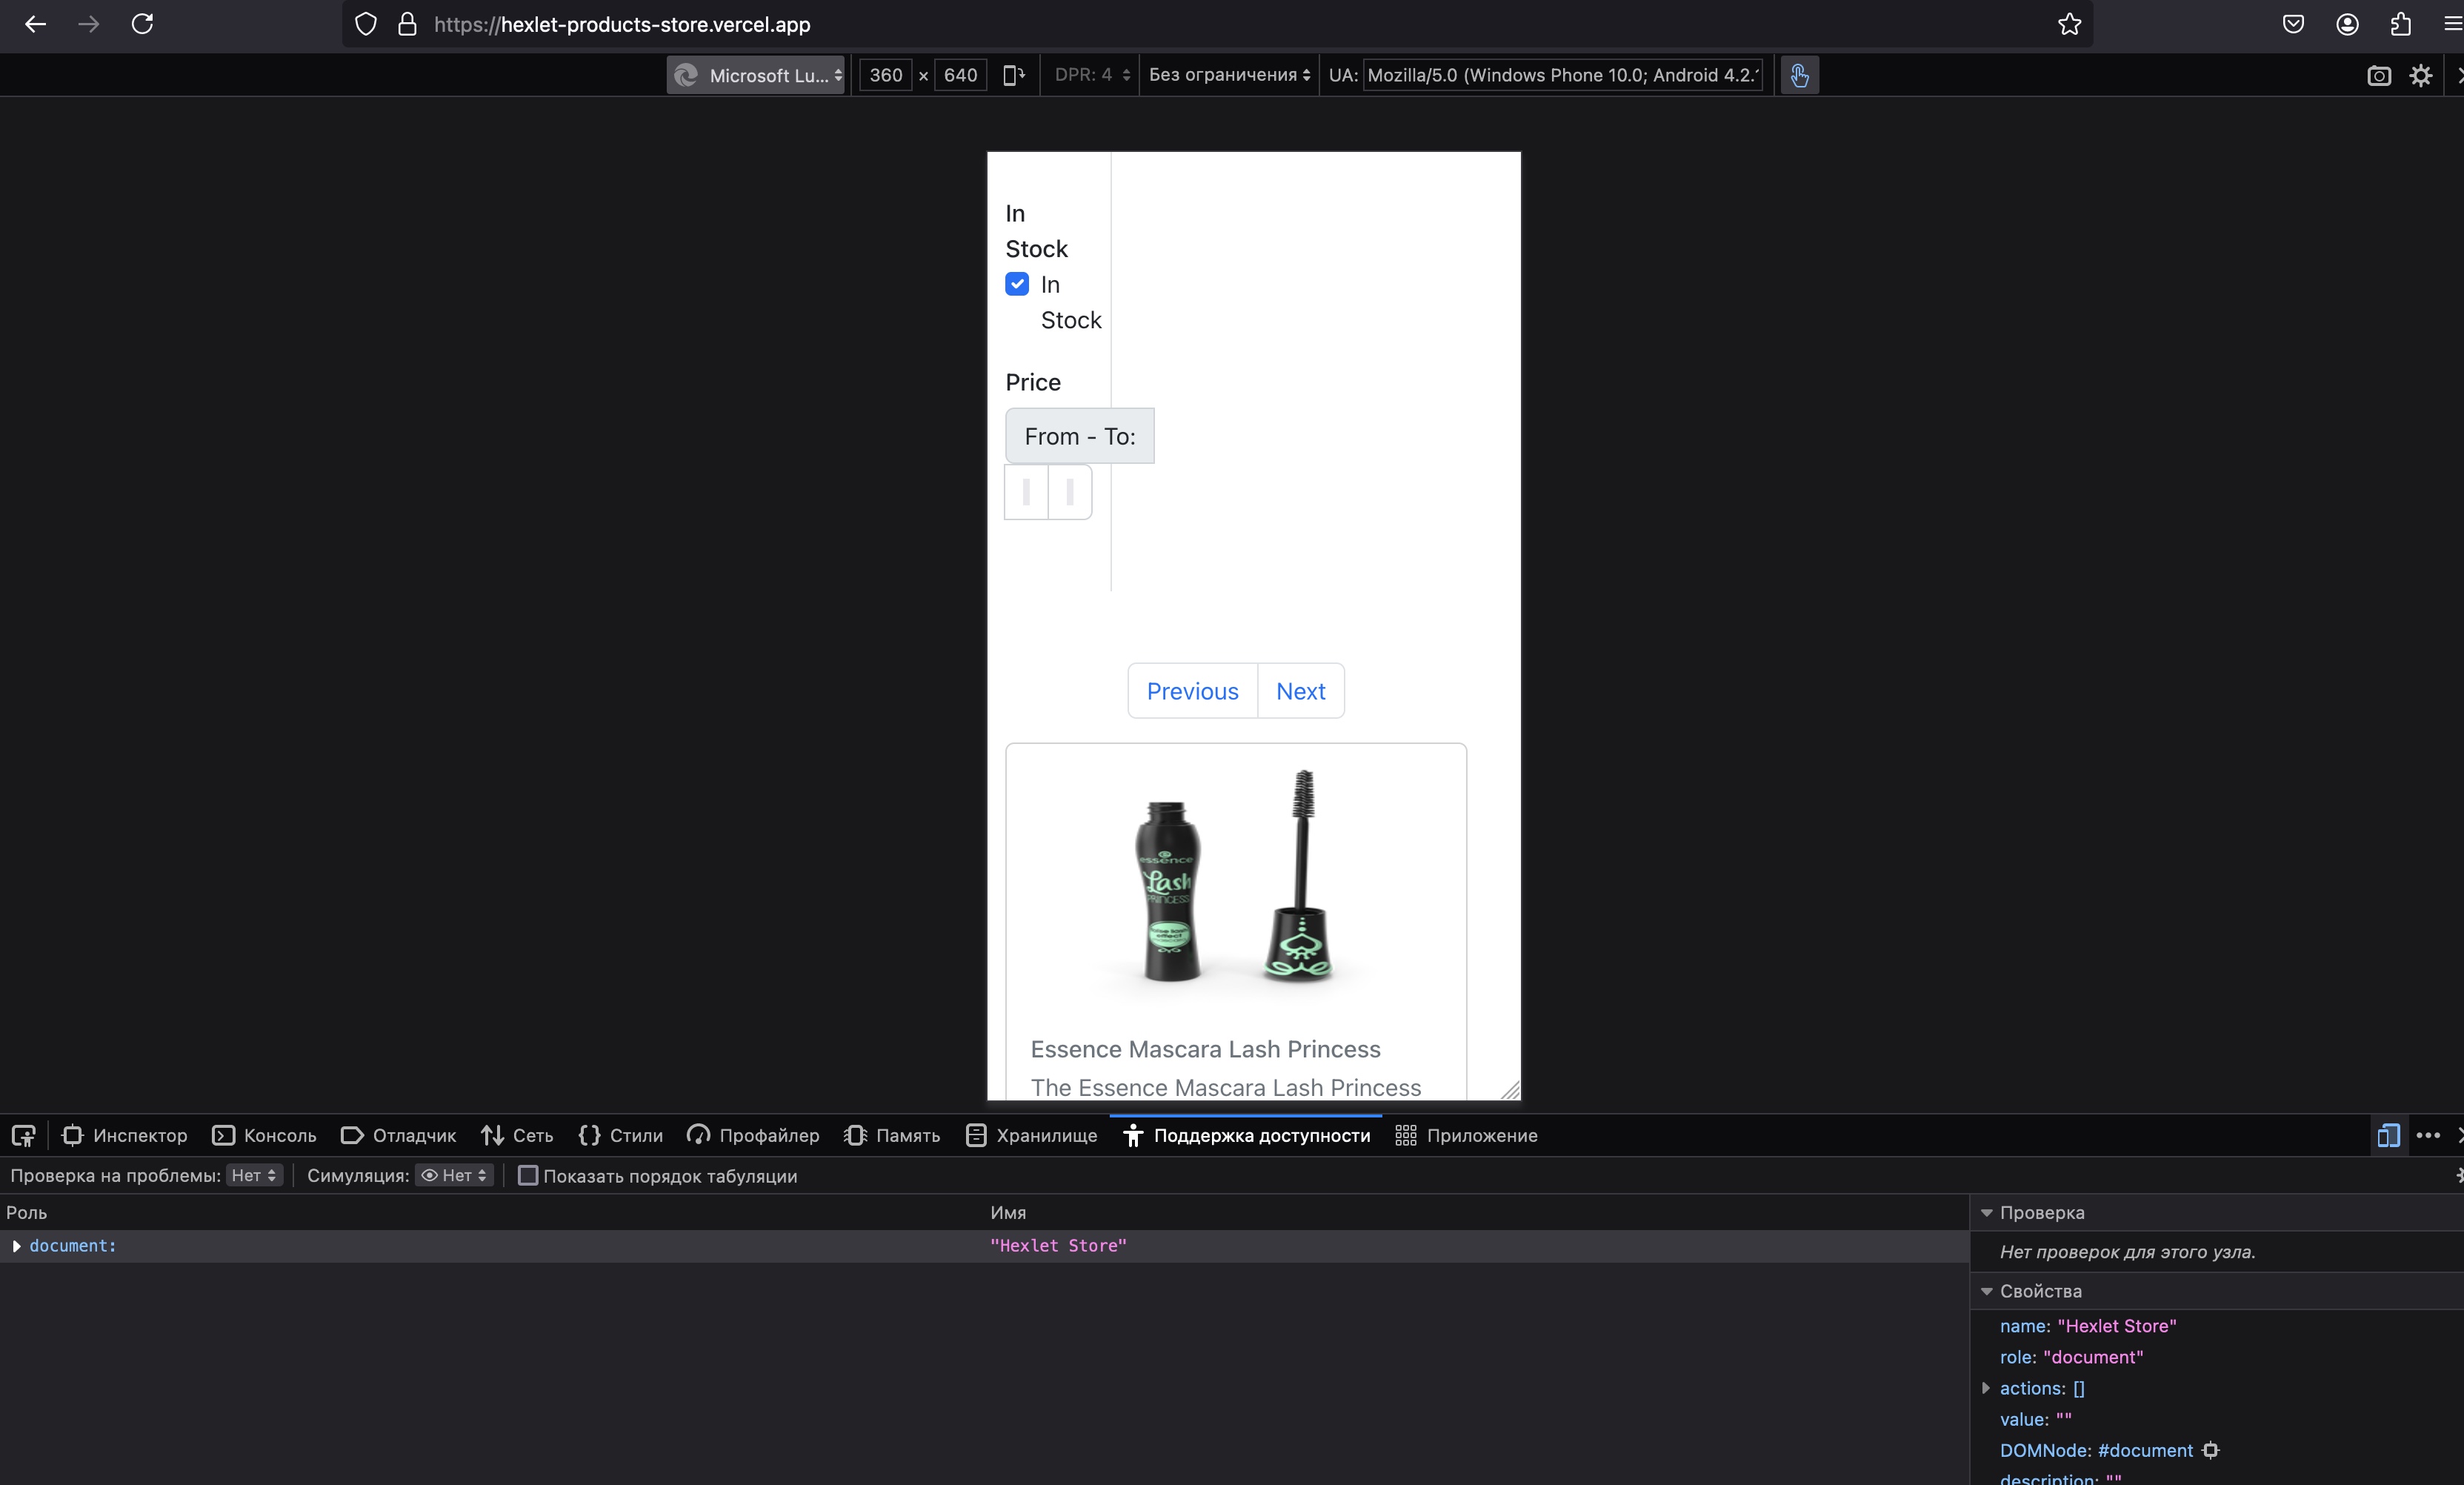 https://hexlet-products-store.vercel.app
Microsoft Lu... 360 × 640 DPR: 4 Без ограничения UA: Mozilla/5.0 (Windows Phone 10.0; Android 4.2.
In
Stock
In
Stock
Price
From - To:
Previous Next
essence
Lash
PRINCESS
false lash
effect
Essence Mascara Lash Princess
The Essence Mascara Lash Princess
Инспектор Консоль Отладчик Сеть Стили Профайлер Память Хранилище Поддержка доступности Приложение
Проверка на проблемы: Нет Симуляция: Нет Показать порядок табуляции
Роль Имя Проверка
document: "Hexlet Store"
Нет проверок для этого узла.
Свойства
name: "Hexlet Store"
role: "document"
actions: []
value: ""
DOMNode: #document
description: ""